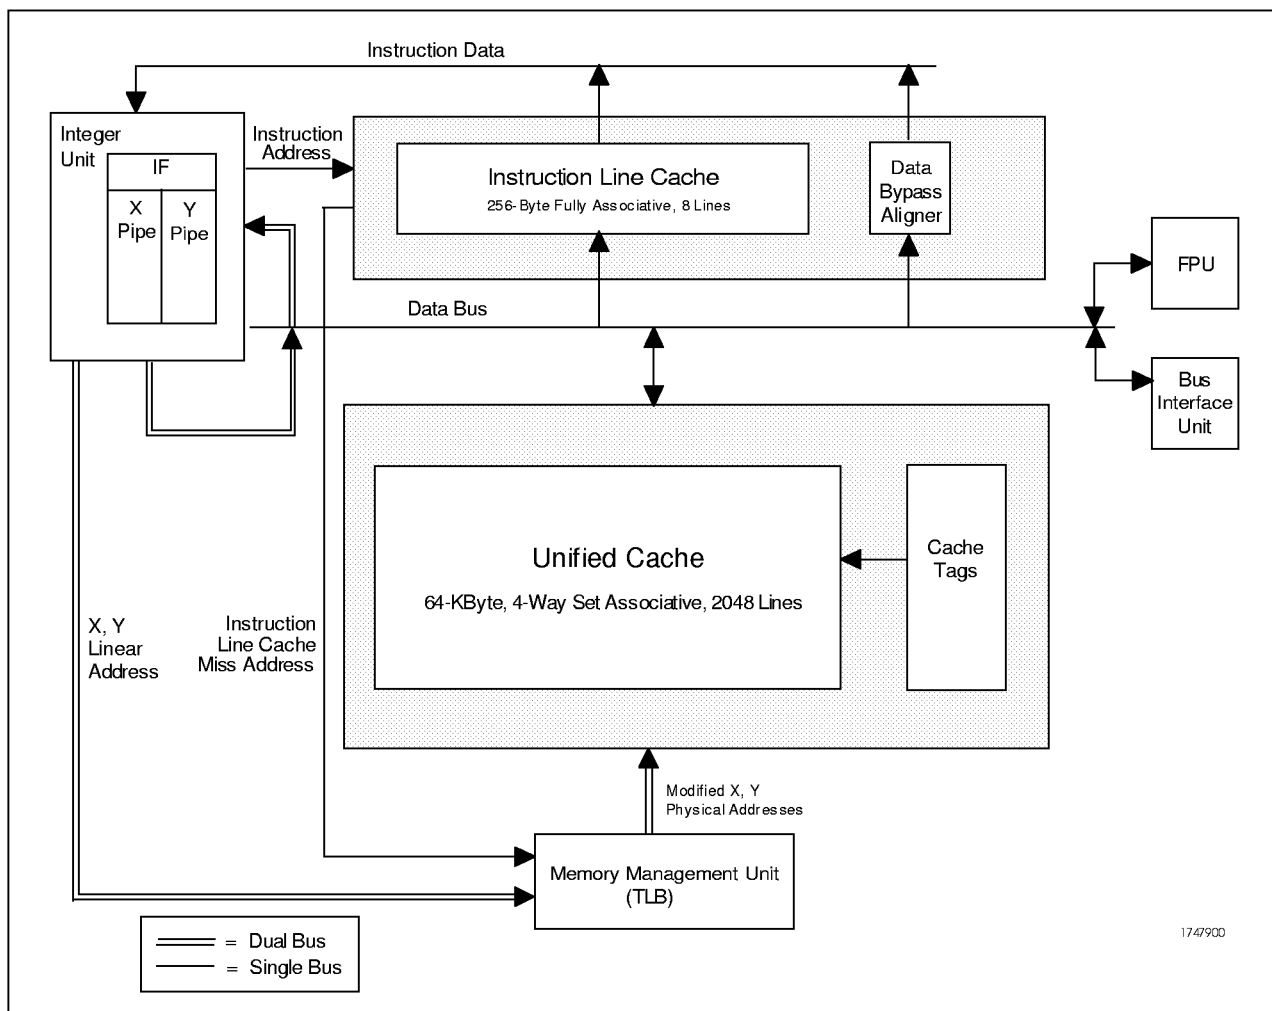 Instruction Data
Integer
Unit
IF
X
Pipe
Y
Pipe
Instruction
Address
Instruction Line Cache
256-Byte Fully Associative, 8 Lines
Data
Bypass
Aligner
FPU
Data Bus
Bus
Interface
Unit
Unified Cache
64-KByte, 4-Way Set Associative, 2048 Lines
Cache
Tags
X, Y
Linear
Address
Instruction
Line Cache
Miss Address
Modified X, Y
Physical Addresses
Memory Management Unit
(TLB)
= Dual Bus
= Single Bus
1747900